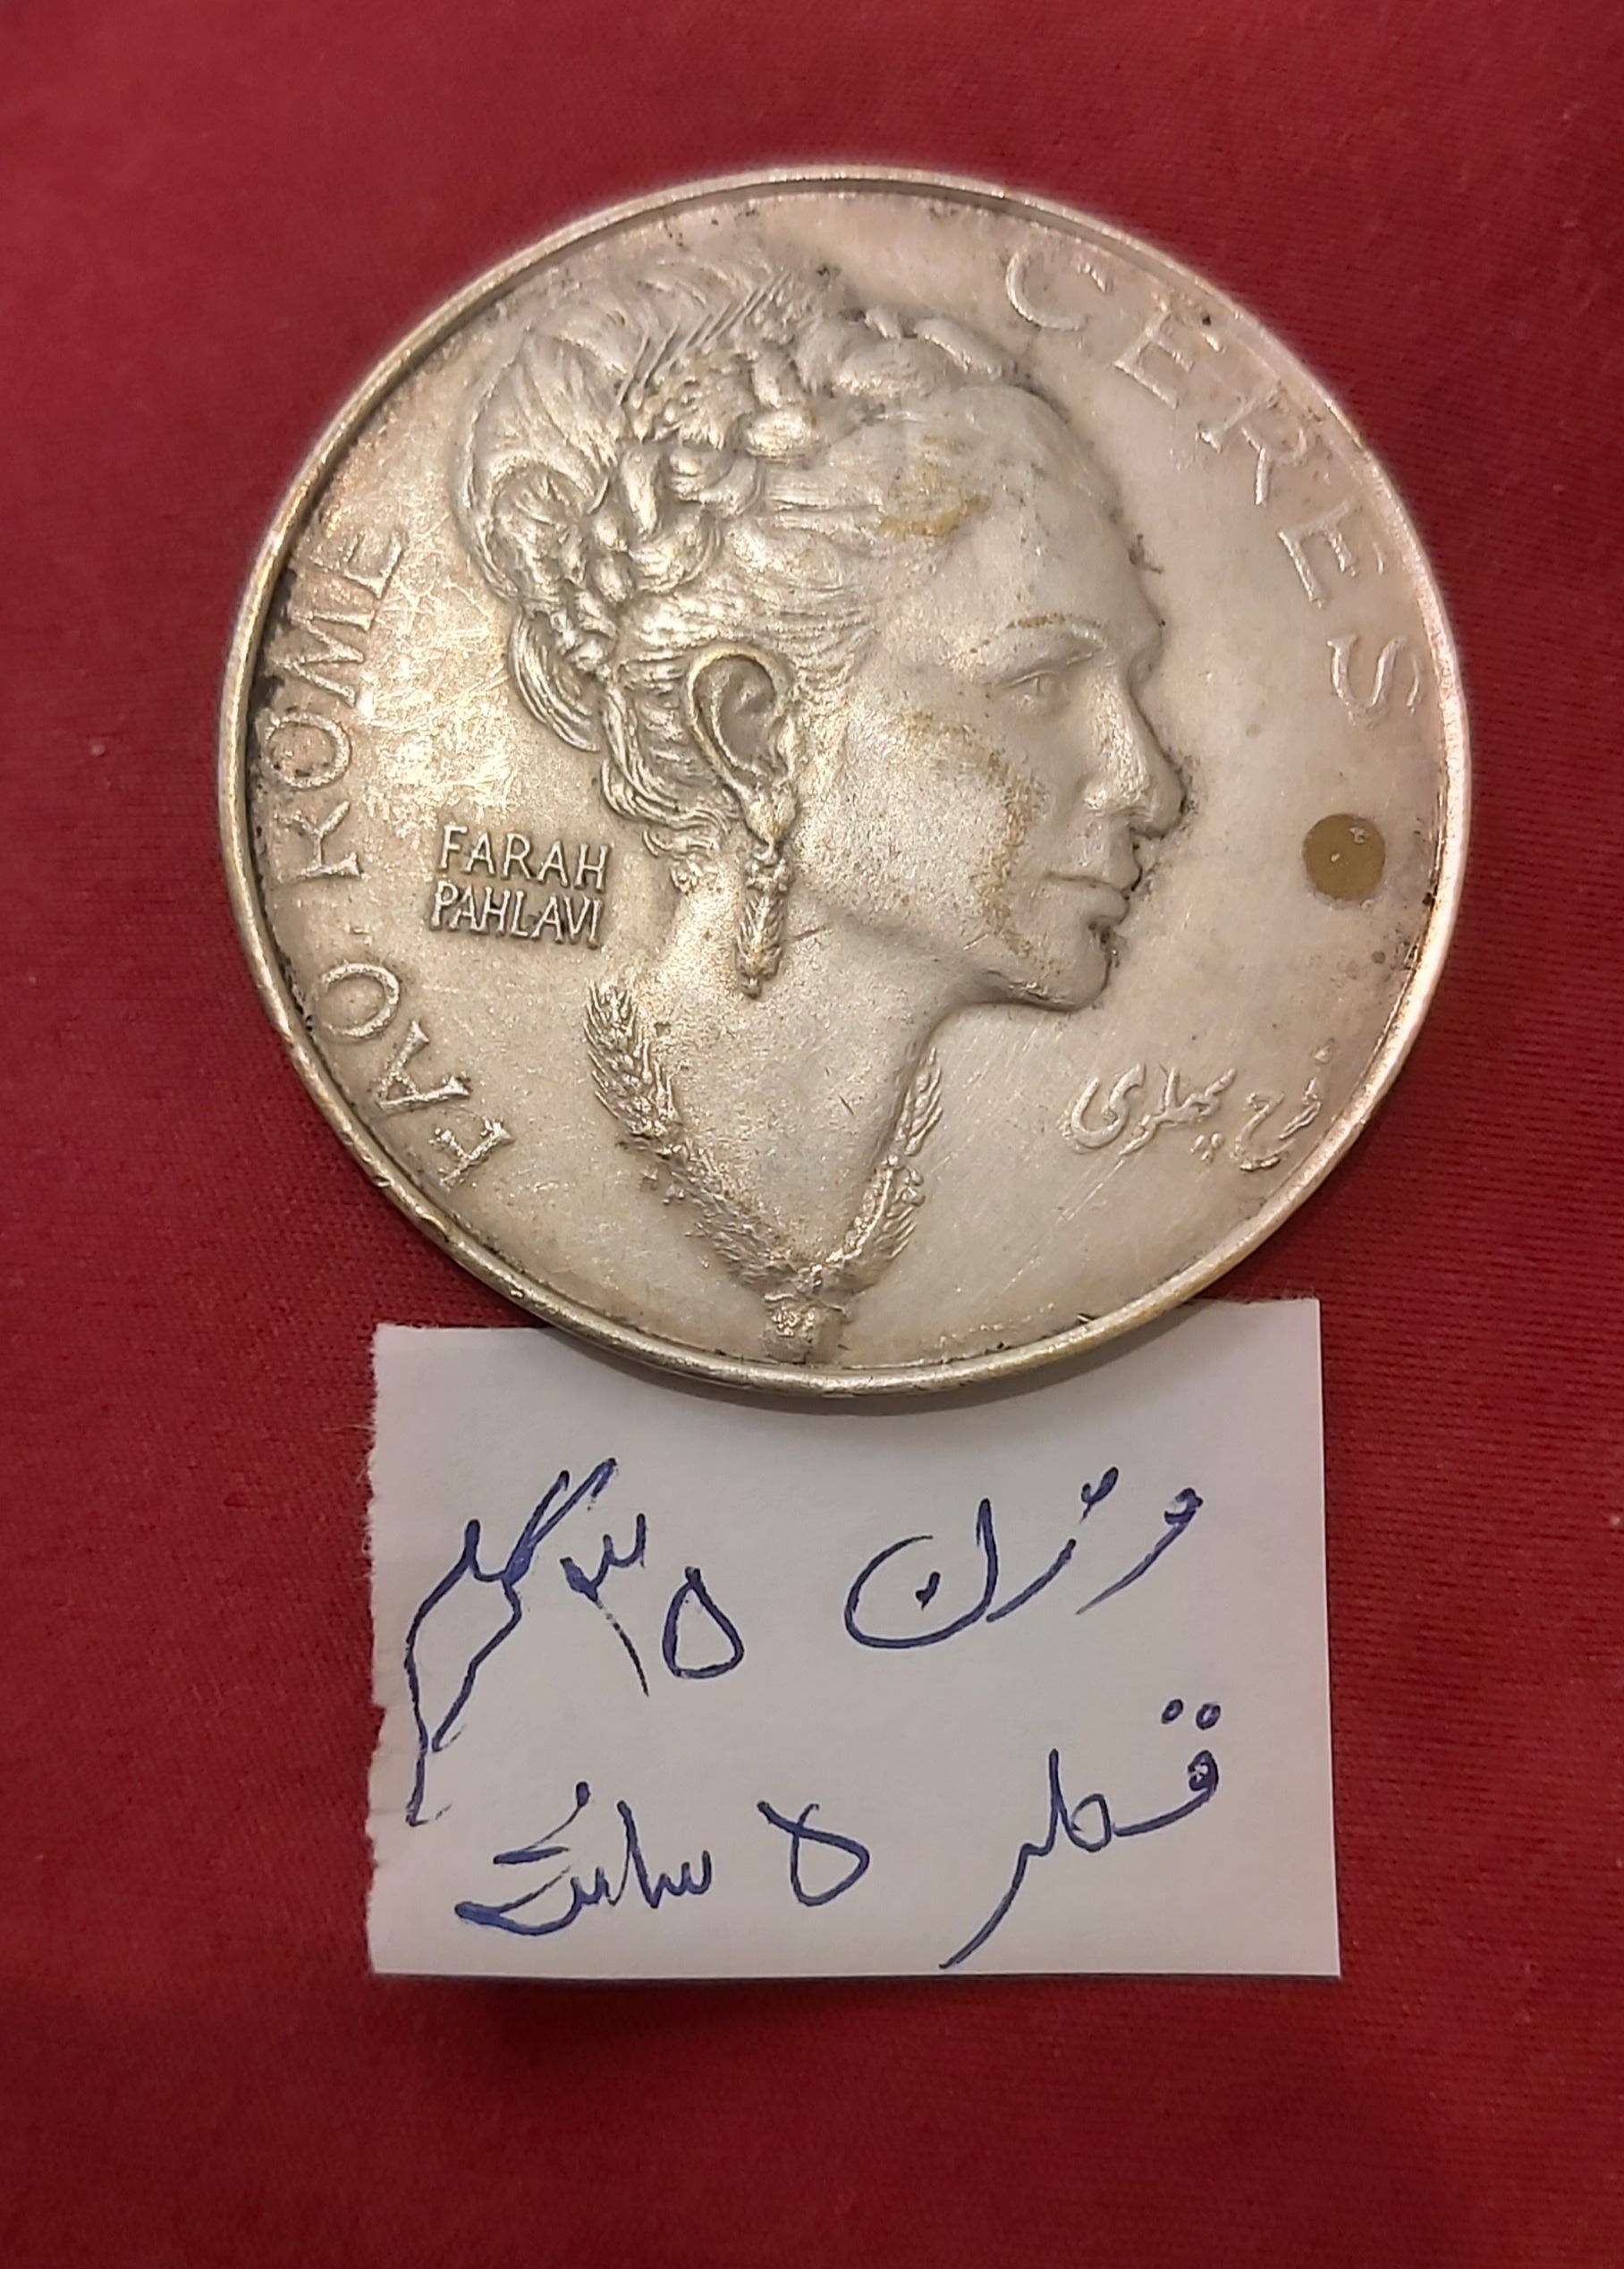 CERES
FAO·ROME
FARAH
PAHLAVI
فرح پهلوی
وزن ۳۵ گرم
قطر ۵ سانت